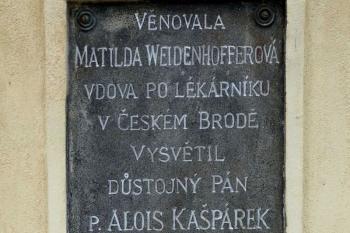 VĚNOVALA
MATILDA WEIDENHOFFEROVÁ
VDOVA PO LÉKÁRNÍKU
V ČESKÉM BRODĚ
VYSVĚTIL
DŮSTOJNÝ PÁN
P. ALOIS KAŠPÁREK